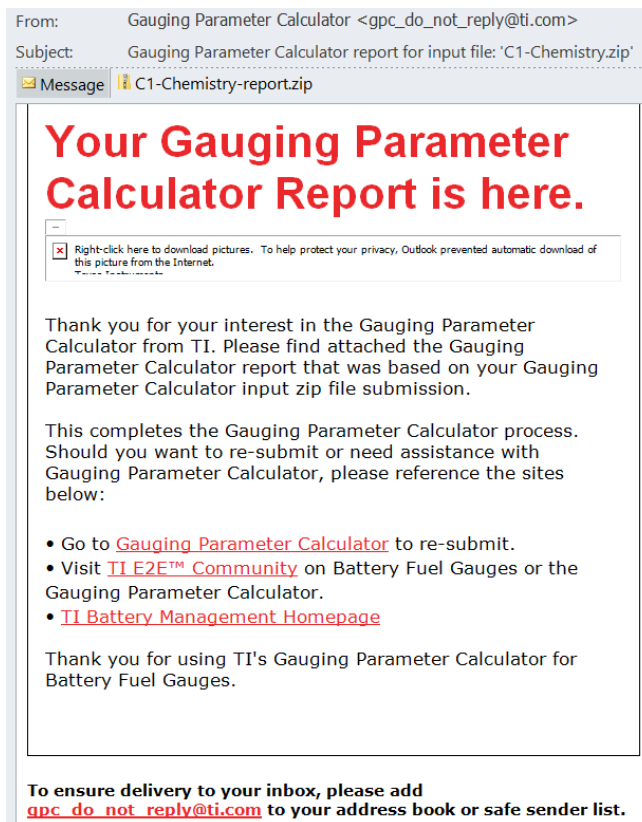 From: Gauging Parameter Calculator <gpc_do_not_reply@ti.com>
Subject: Gauging Parameter Calculator report for input file: 'C1-Chemistry.zip'
Message C1-Chemistry-report.zip
Your Gauging Parameter
Calculator Report is here.
Right-click here to download pictures. To help protect your privacy, Outlook prevented automatic download of
this picture from the Internet.
Texas Instruments
Thank you for your interest in the Gauging Parameter
Calculator from TI. Please find attached the Gauging
Parameter Calculator report that was based on your Gauging
Parameter Calculator input zip file submission.
This completes the Gauging Parameter Calculator process.
Should you want to re-submit or need assistance with
Gauging Parameter Calculator, please reference the sites
below:
• Go to Gauging Parameter Calculator to re-submit.
• Visit TI E2E™ Community on Battery Fuel Gauges or the
Gauging Parameter Calculator.
• TI Battery Management Homepage
Thank you for using TI's Gauging Parameter Calculator for
Battery Fuel Gauges.
To ensure delivery to your inbox, please add
gpc_do_not_reply@ti.com to your address book or safe sender list.